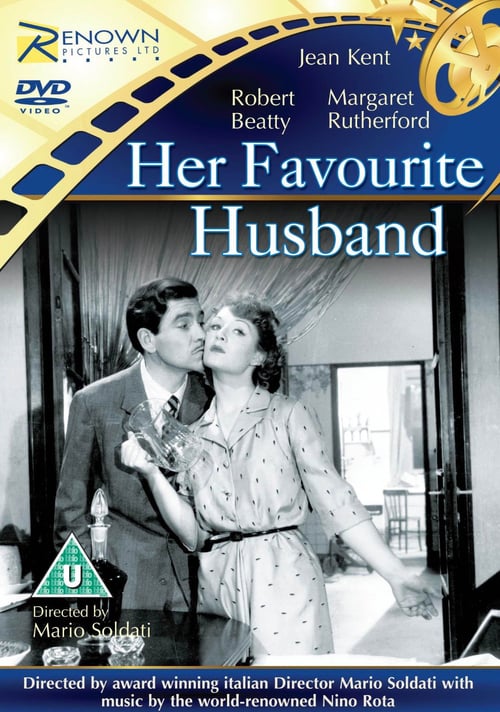 RENOWN
PICTURES LTD
DVD
VIDEO
Jean Kent
Robert Beatty
Margaret Rutherford
Her Favourite
Husband
U
Directed by
Mario Soldati
Directed by award winning italian Director Mario Soldati with
music by the world-renowned Nino Rota